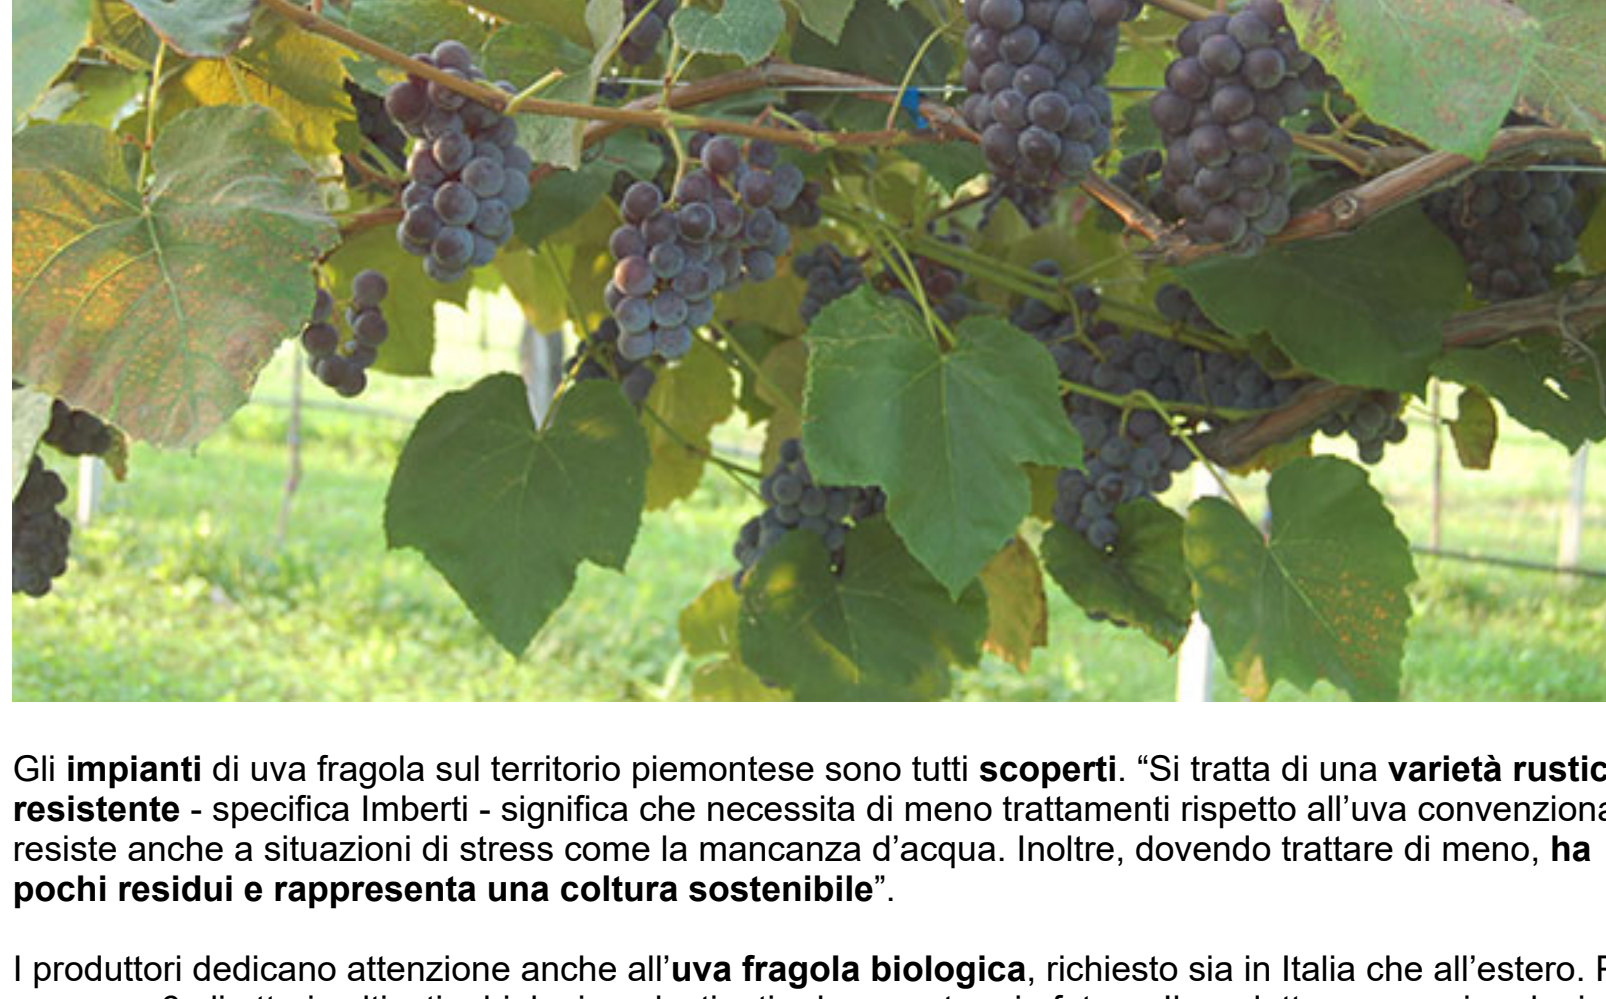 Gli impianti di uva fragola sul territorio piemontese sono tutti scoperti. “Si tratta di una varietà
resistente - specifica Imberti - significa che necessita di meno trattamenti rispetto all’uva
resiste anche a situazioni di stress come la mancanza d’acqua. Inoltre, dovendo trattare di meno, ha
pochi residui e rappresenta una coltura sostenibile”.
I produttori dedicano attenzione anche all’uva fragola biologica, richiesto sia in Italia che all’estero.